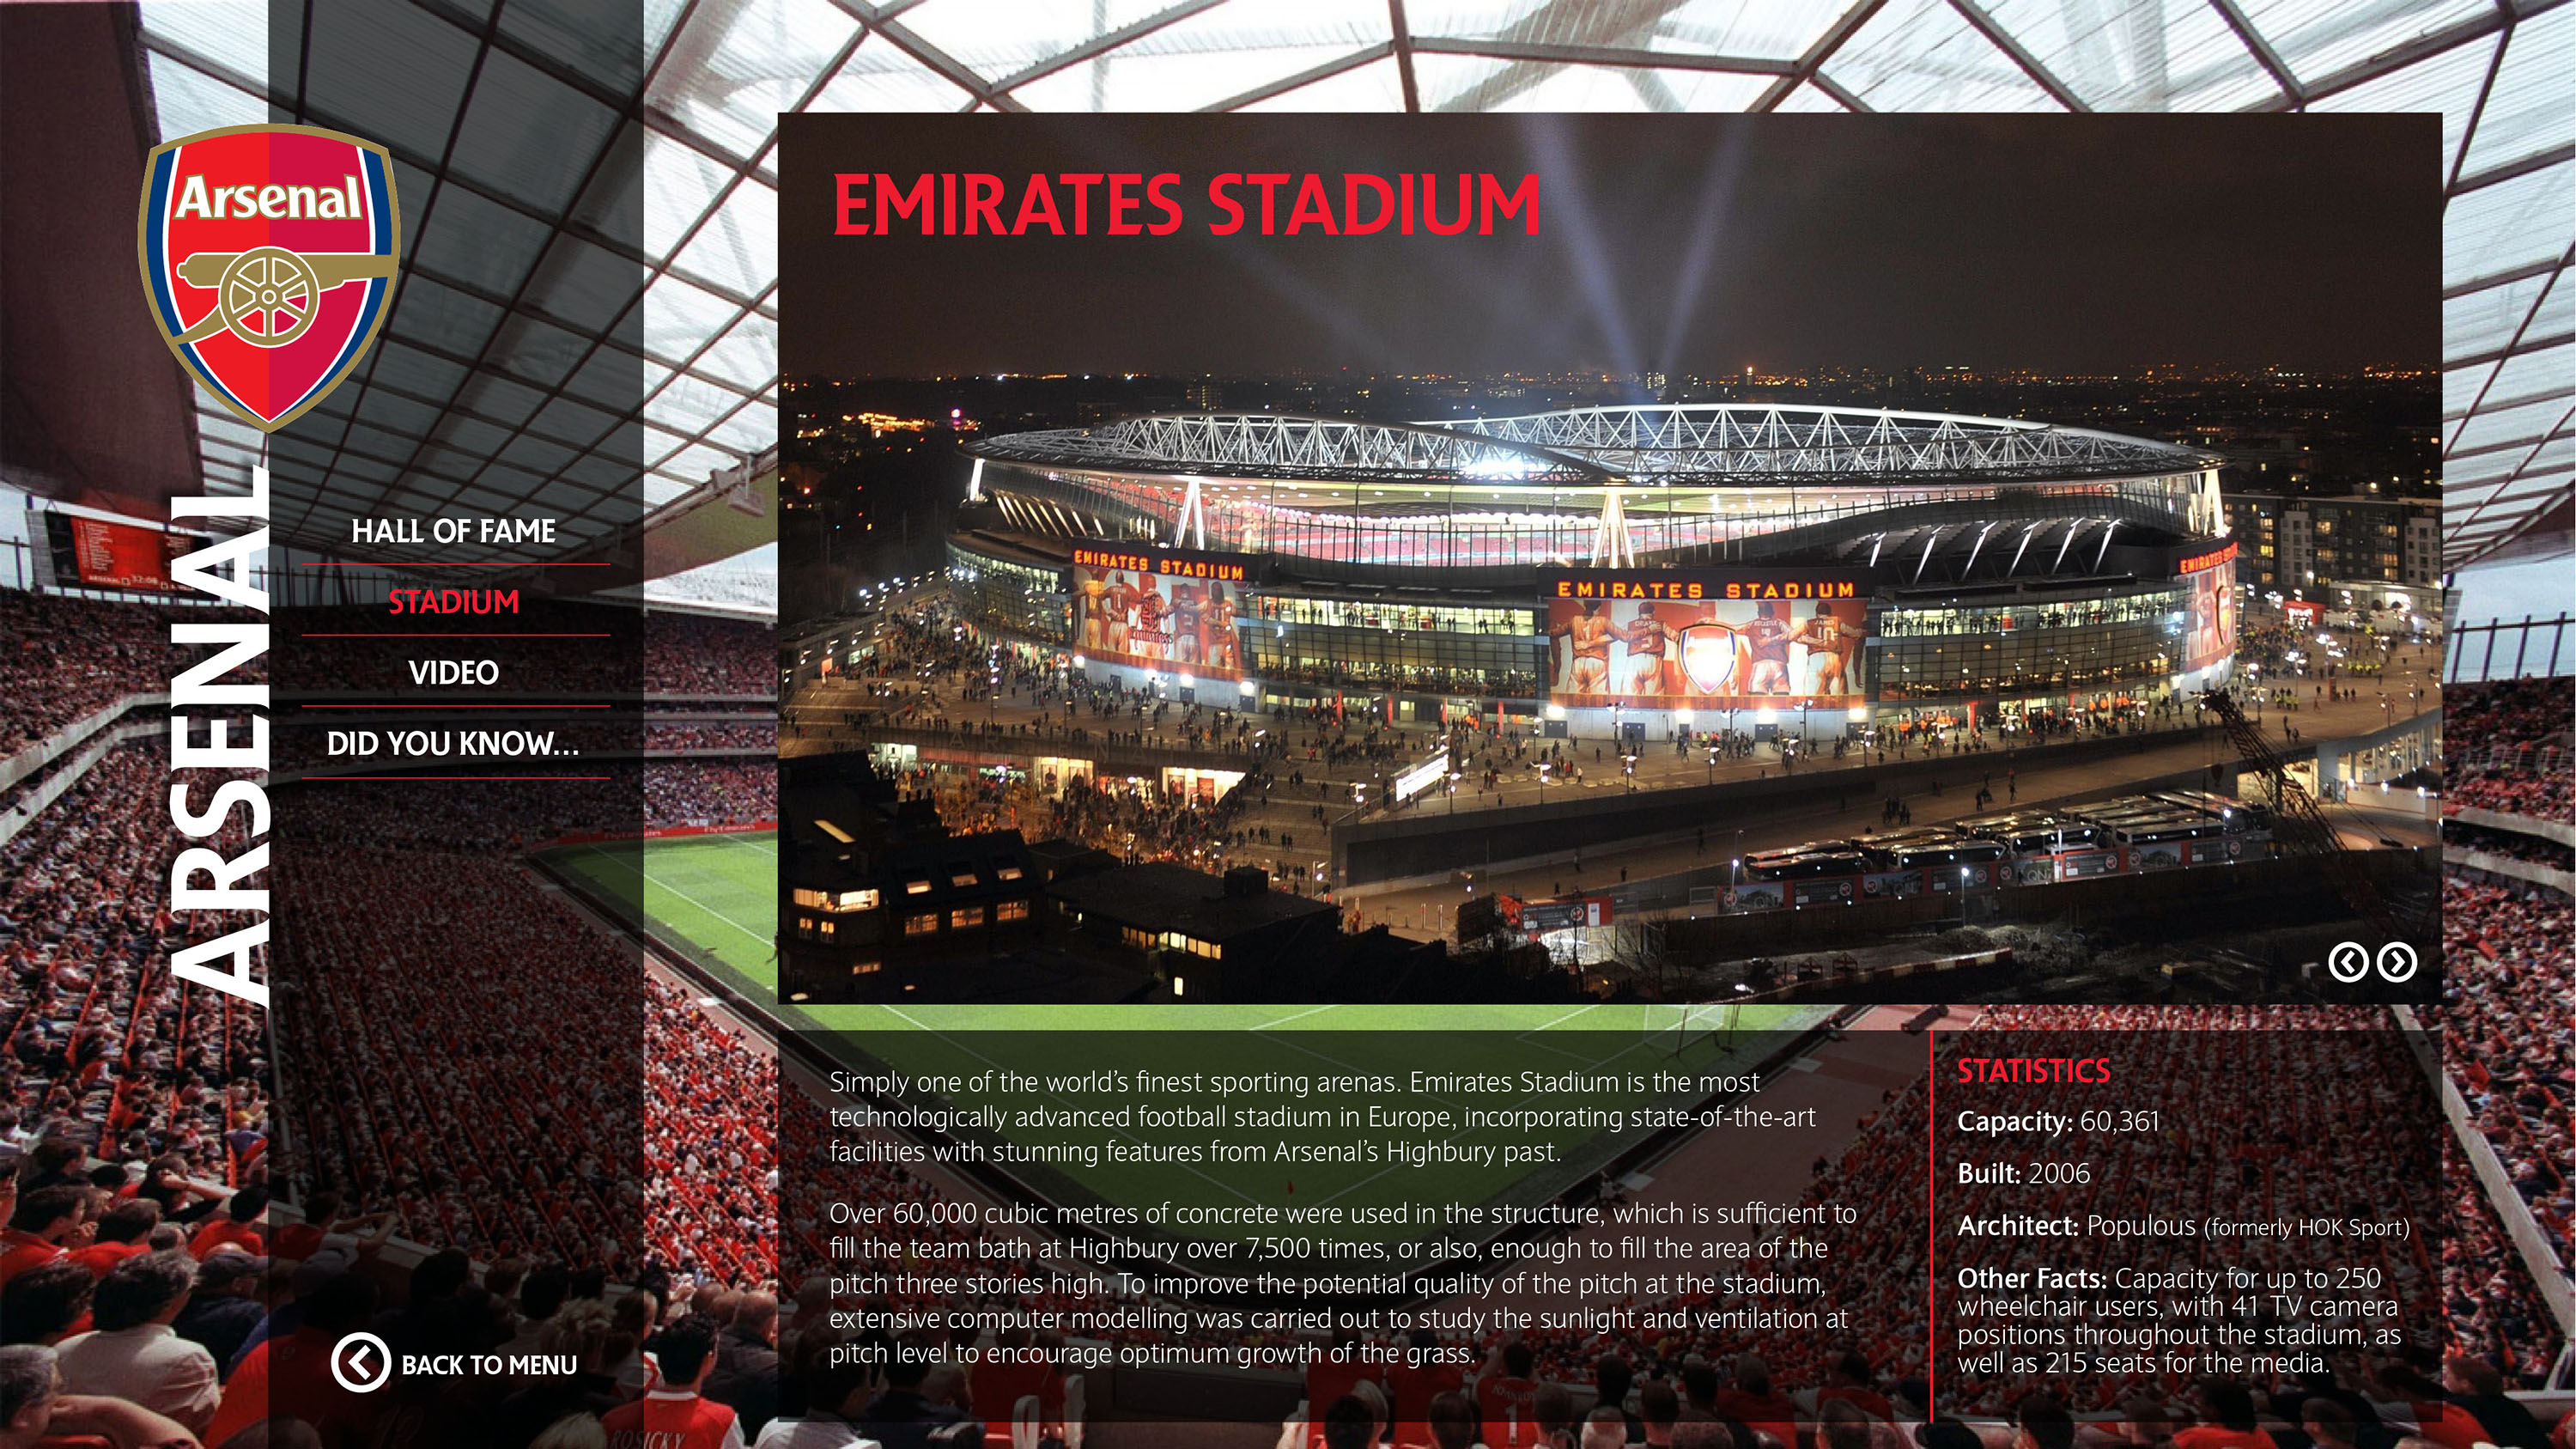 Arsenal
ARSENAL
HALL OF FAME
STADIUM
VIDEO
DID YOU KNOW...
BACK TO MENU
EMIRATES STADIUM
EMIRATES STADIUM
EMIRATES STADIUM
EMIRATES
Simply one of the world’s finest sporting arenas. Emirates Stadium is the most
technologically advanced football stadium in Europe, incorporating state-of-the-art
facilities with stunning features from Arsenal’s Highbury past.
Over 60,000 cubic metres of concrete were used in the structure, which is sufficient to
fill the team bath at Highbury over 7,500 times, or also, enough to fill the area of the
pitch three stories high. To improve the potential quality of the pitch at the stadium,
extensive computer modelling was carried out to study the sunlight and ventilation at
pitch level to encourage optimum growth of the grass.
STATISTICS
Capacity: 60,361
Built: 2006
Architect: Populous (formerly HOK Sport)
Other Facts: Capacity for up to 250
wheelchair users, with 41 TV camera
positions throughout the stadium, as
well as 215 seats for the media.
ROSICKY